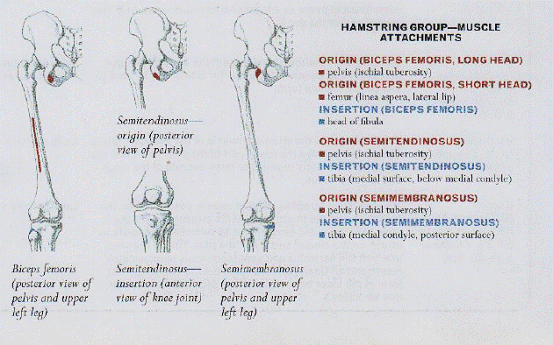 HAMSTRING GROUP—MUSCLE
ATTACHMENTS
ORIGIN (BICEPS FEMORIS, LONG HEAD)
pelvis (ischial tuberosity)
ORIGIN (BICEPS FEMORIS, SHORT HEAD)
femur (linea aspera, lateral lip)
INSERTION (BICEPS FEMORIS)
head of fibula
ORIGIN (SEMITENDINOSUS)
pelvis (ischial tuberosity)
INSERTION (SEMITENDINOSUS)
tibia (medial surface, below medial condyle)
ORIGIN (SEMIMEMBRANOSUS)
pelvis (ischial tuberosity)
INSERTION (SEMIMEMBRANOSUS)
tibia (medial condyle, posterior surface)
Semitendinosus—
origin (posterior
view of pelvis)
Biceps femoris
(posterior view of
pelvis and upper
left leg)
Semitendinosus—
insertion (anterior
view of knee joint)
Semimembranosus
(posterior view of
pelvis and upper
left leg)